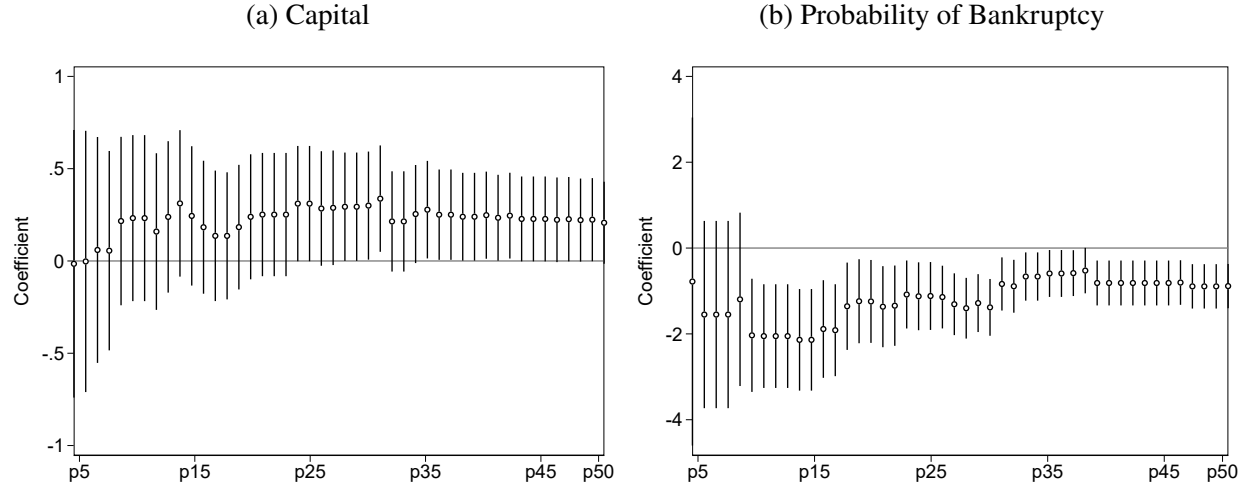 (a) Capital
1
.5
0
-.5
-1
Coefficient
p5 p15 p25 p35 p45 p50
(b) Probability of Bankruptcy
4
2
0
-2
-4
Coefficient
p5 p15 p25 p35 p45 p50